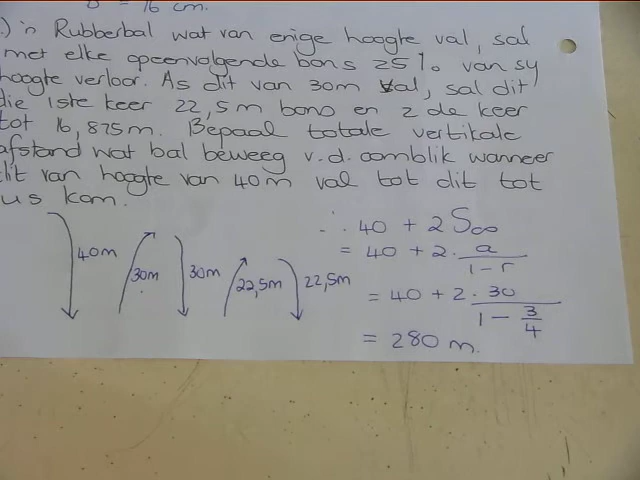 = 16 cm.
.) 'n Rubberbal wat van enige hoogte val, sal
met elke opeenvolgende bons 25% van sy
hoogte verloor. As dit van 30m val, sal dit
die 1ste keer 22,5m bons en 2de keer
tot 16,875m. Bepaal totale vertikale
afstand wat bal beweeg v.d. oomblik wanneer
dit van hoogte van 40m val tot dit tot
us kom.
40m 30m 30m 22,5m 22,5m
∴ 40 + 2 S∞
= 40 + 2. a / 1-r
= 40 + 2. 30 / 1 - 3/4
= 280 m.